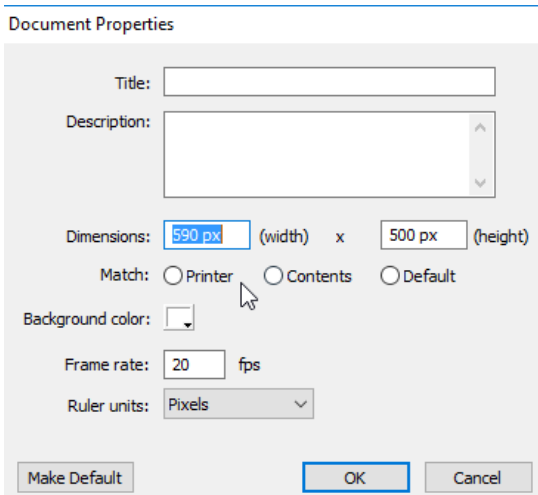 Document Properties
Title:
Description:
Dimensions: 590 px (width) x 500 px (height)
Match: Printer Contents Default
Background color:
Frame rate: 20 fps
Ruler units: Pixels
Make Default OK Cancel